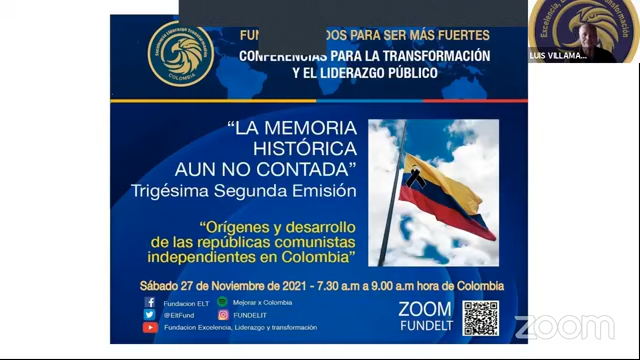 DOS PARA SER MÁS FUERTES
CONFERENCIAS PARA LA TRANSFORMACIÓN
Y EL LIDERAZGO PÚBLICO
COLOMBIA
LUIS VILLAMA...
“LA MEMORIA
HISTÓRICA
AUN NO CONTADA”
Trigésima Segunda Emisión
“Orígenes y desarrollo
de las repúblicas comunistas
independientes en Colombia”
Sábado 27 de Noviembre de 2021 - 7.30 a.m a 9.00 a.m hora de Colombia
Fundacion ELT
Mejorar x Colombia
@EltFund
FUNDELIT
Fundacion Excelencia, Liderazgo y transformación
ZOOM
FUNDELT
zoom